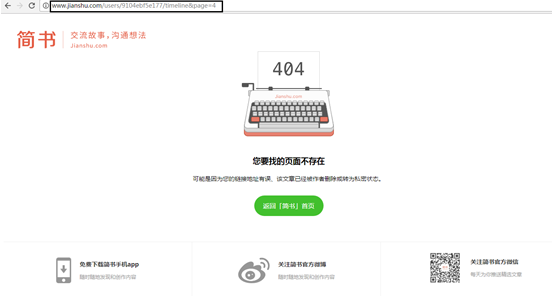 www.jianshu.com/users/9104ebf5e177/timeline&page=4
简书 交流故事,沟通想法
Jianshu.com
404
Jianshu.com
您要找的页面不存在
可能是因为您的链接地址有误、该文章已经被作者删除或转为私密状态。
返回「简书」首页
免费下载简书手机app
随时随地发现和创作内容
关注简书官方微博
随时随地发现和创作内容
关注简书官方微信
每天为你推送精选文章